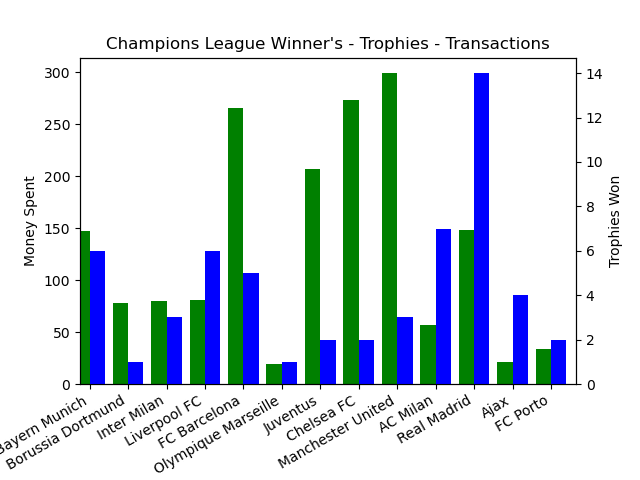 Champions League Winner's - Trophies - Transactions
Money Spent
300
250
200
150
100
50
0
Trophies Won
14
12
10
8
6
4
2
0
Bayern Munich
Borussia Dortmund
Inter Milan
Liverpool FC
FC Barcelona
Olympique Marseille
Juventus
Chelsea FC
Manchester United
AC Milan
Real Madrid
Ajax
FC Porto